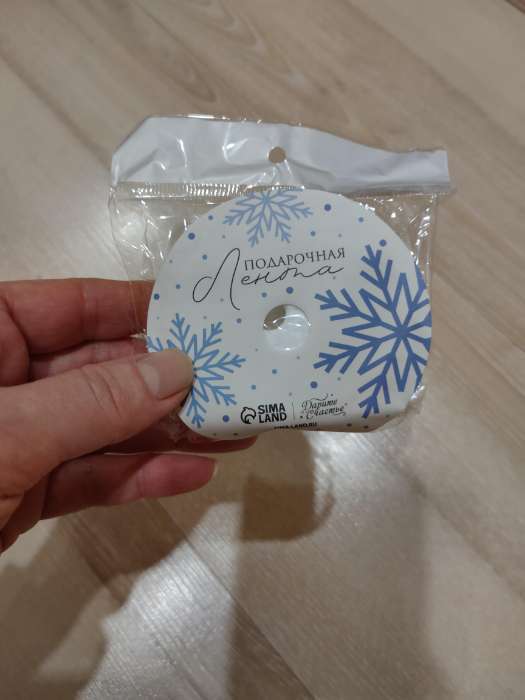 ПОДАРОЧНАЯ
Лента
SIMA
LAND
Дарите
Счастье
SIMA-LAND.RU